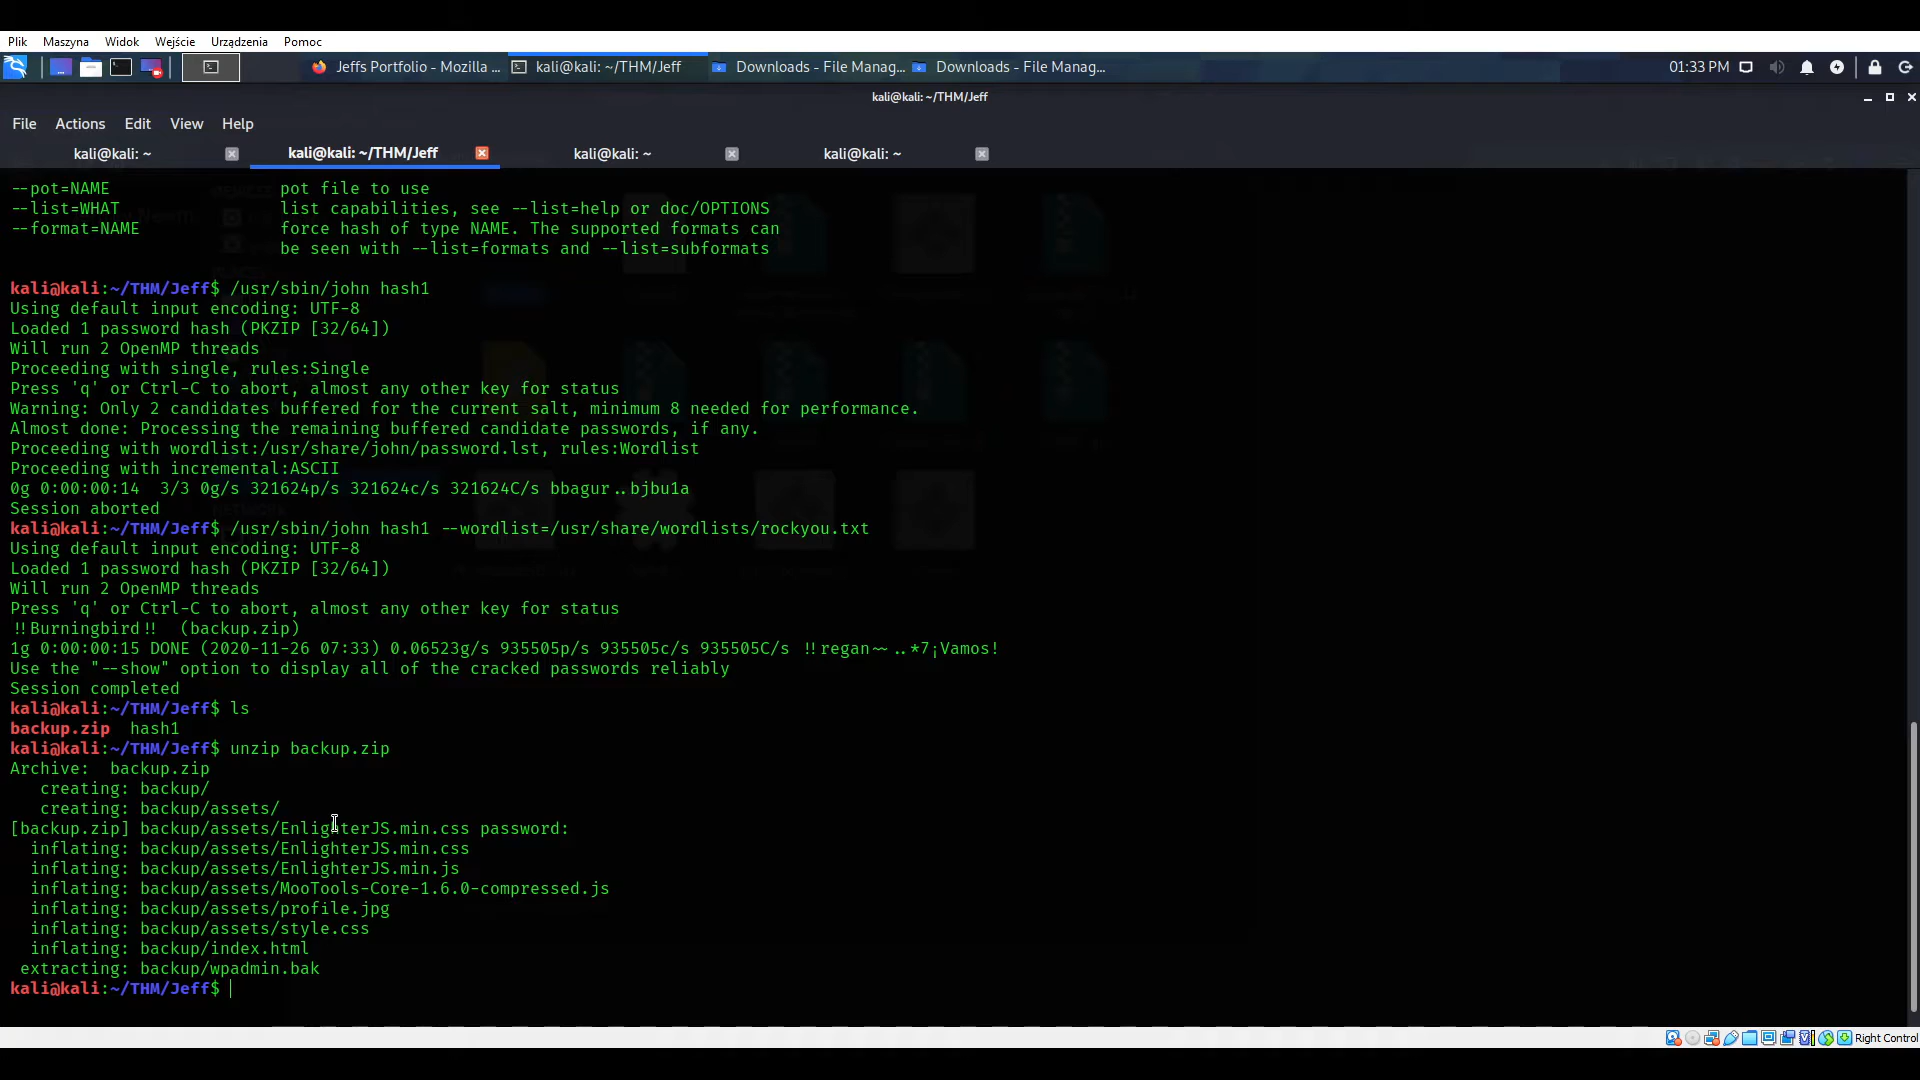 Plik Maszyna Widok Wejście Urządzenia Pomoc
Jeffs Portfolio - Mozilla ... kali@kali: ~/THM/Jeff Downloads - File Manag... Downloads - File Manag... 01:33 PM
kali@kali: ~/THM/Jeff
File Actions Edit View Help
kali@kali: ~ kali@kali: ~/THM/Jeff kali@kali: ~ kali@kali: ~
--pot=NAME pot file to use
--list=WHAT list capabilities, see --list=help or doc/OPTIONS
--format=NAME force hash of type NAME. The supported formats can
be seen with --list=formats and --list=subformats
kali@kali:~/THM/Jeff$ /usr/sbin/john hash1
Using default input encoding: UTF-8
Loaded 1 password hash (PKZIP [32/64])
Will run 2 OpenMP threads
Proceeding with single, rules:Single
Press 'q' or Ctrl-C to abort, almost any other key for status
Warning: Only 2 candidates buffered for the current salt, minimum 8 needed for performance.
Almost done: Processing the remaining buffered candidate passwords, if any.
Proceeding with wordlist:/usr/share/john/password.lst, rules:Wordlist
Proceeding with incremental:ASCII
0g 0:00:00:14 3/3 0g/s 321624p/s 321624c/s 321624C/s bbagur..bjbu1a
Session aborted
kali@kali:~/THM/Jeff$ /usr/sbin/john hash1 --wordlist=/usr/share/wordlists/rockyou.txt
Using default input encoding: UTF-8
Loaded 1 password hash (PKZIP [32/64])
Will run 2 OpenMP threads
Press 'q' or Ctrl-C to abort, almost any other key for status
!!Burningbird!! (backup.zip)
1g 0:00:00:15 DONE (2020-11-26 07:33) 0.06523g/s 935505p/s 935505c/s 935505C/s !!regan~~..*7¡Vamos!
Use the "--show" option to display all of the cracked passwords reliably
Session completed
kali@kali:~/THM/Jeff$ ls
backup.zip hash1
kali@kali:~/THM/Jeff$ unzip backup.zip
Archive: backup.zip
creating: backup/
creating: backup/assets/
[backup.zip] backup/assets/EnlighterJS.min.css password:
inflating: backup/assets/EnlighterJS.min.css
inflating: backup/assets/EnlighterJS.min.js
inflating: backup/assets/MooTools-Core-1.6.0-compressed.js
inflating: backup/assets/profile.jpg
inflating: backup/assets/style.css
inflating: backup/index.html
extracting: backup/wpadmin.bak
kali@kali:~/THM/Jeff$
Right Control